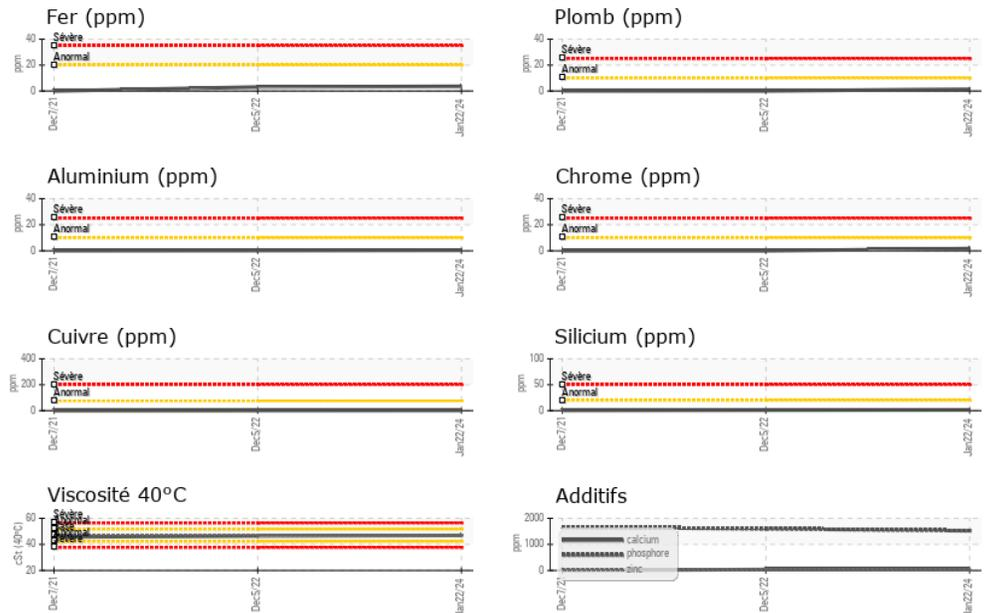 Fer (ppm)
ppm
40
20
0
Sévère
Anormal
Dec7/21
Dec5/22
Jan22/24
Plomb (ppm)
ppm
40
20
0
Sévère
Anormal
Dec7/21
Dec5/22
Jan22/24
Aluminium (ppm)
ppm
40
20
0
Sévère
Anormal
Dec7/21
Dec5/22
Jan22/24
Chrome (ppm)
ppm
40
20
0
Sévère
Anormal
Dec7/21
Dec5/22
Jan22/24
Cuivre (ppm)
ppm
400
200
0
Sévère
Anormal
Dec7/21
Dec5/22
Jan22/24
Silicium (ppm)
ppm
100
50
0
Sévère
Anormal
Dec7/21
Dec5/22
Jan22/24
Viscosité 40°C
cSt (40°C)
60
40
20
Sévère
Dec7/21
Dec5/22
Jan22/24
Additifs
ppm
2000
1000
0
calcium
phosphore
zinc
Dec7/21
Dec5/22
Jan22/24